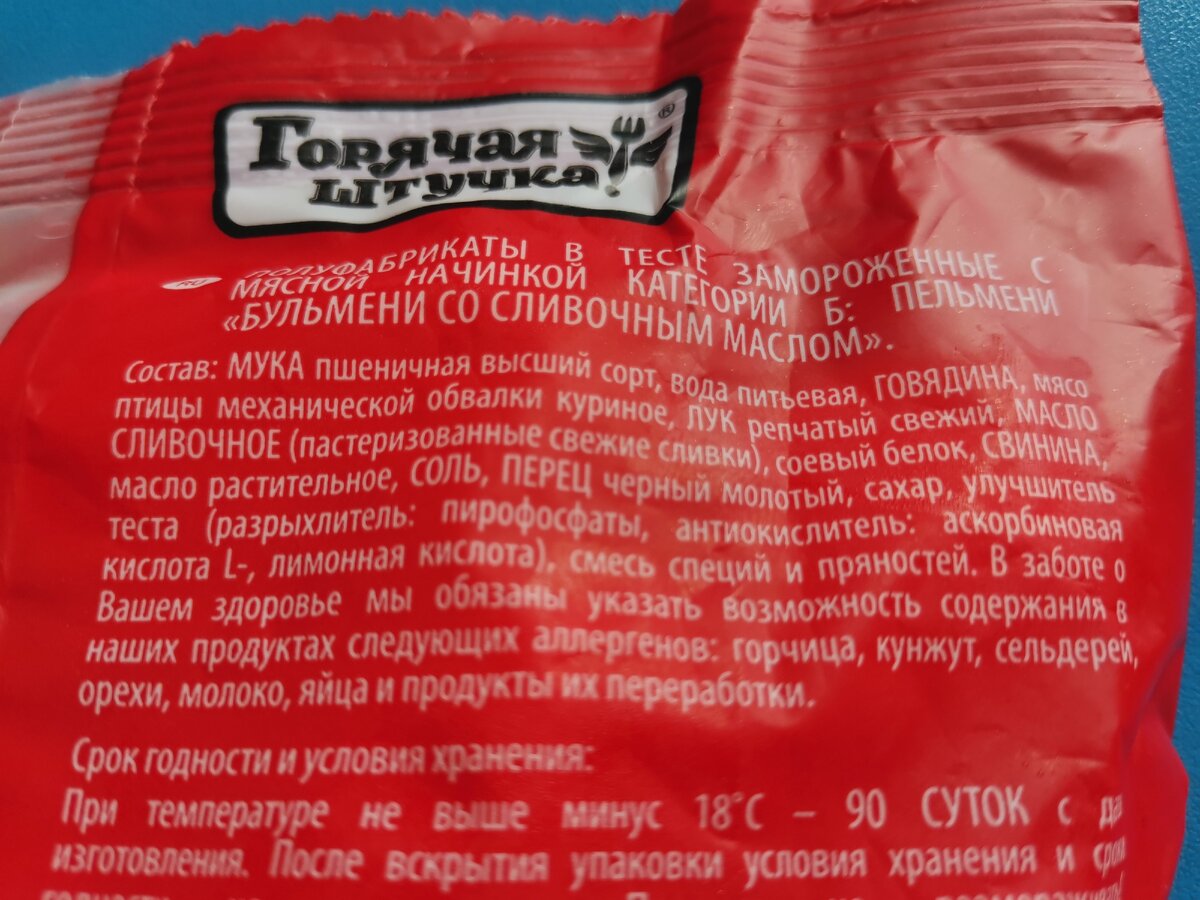 ГОРЯЧАЯ
ШТУЧКА ®
RU ПОЛУФАБРИКАТЫ В ТЕСТЕ ЗАМОРОЖЕННЫЕ С
МЯСНОЙ НАЧИНКОЙ КАТЕГОРИИ Б: ПЕЛЬМЕНИ
«БУЛЬМЕНИ СО СЛИВОЧНЫМ МАСЛОМ».
Состав: МУКА пшеничная высший сорт, вода питьевая, ГОВЯДИНА, мясо
птицы механической обвалки куриное, ЛУК репчатый свежий, МАСЛО
СЛИВОЧНОЕ (пастеризованные свежие сливки), соевый белок, СВИНИНА,
масло растительное, СОЛЬ, ПЕРЕЦ черный молотый, сахар, улучшитель
теста (разрыхлитель: пирофосфаты, антиокислитель: аскорбиновая
кислота L-, лимонная кислота), смесь специй и пряностей. В заботе о
Вашем здоровье мы обязаны указать возможность содержания в
наших продуктах следующих аллергенов: горчица, кунжут, сельдерей,
орехи, молоко, яйца и продукты их переработки.
Срок годности и условия хранения:
При температуре не выше минус 18°С – 90 СУТОК с
изготовления. После вскрытия упаковки условия хранения и